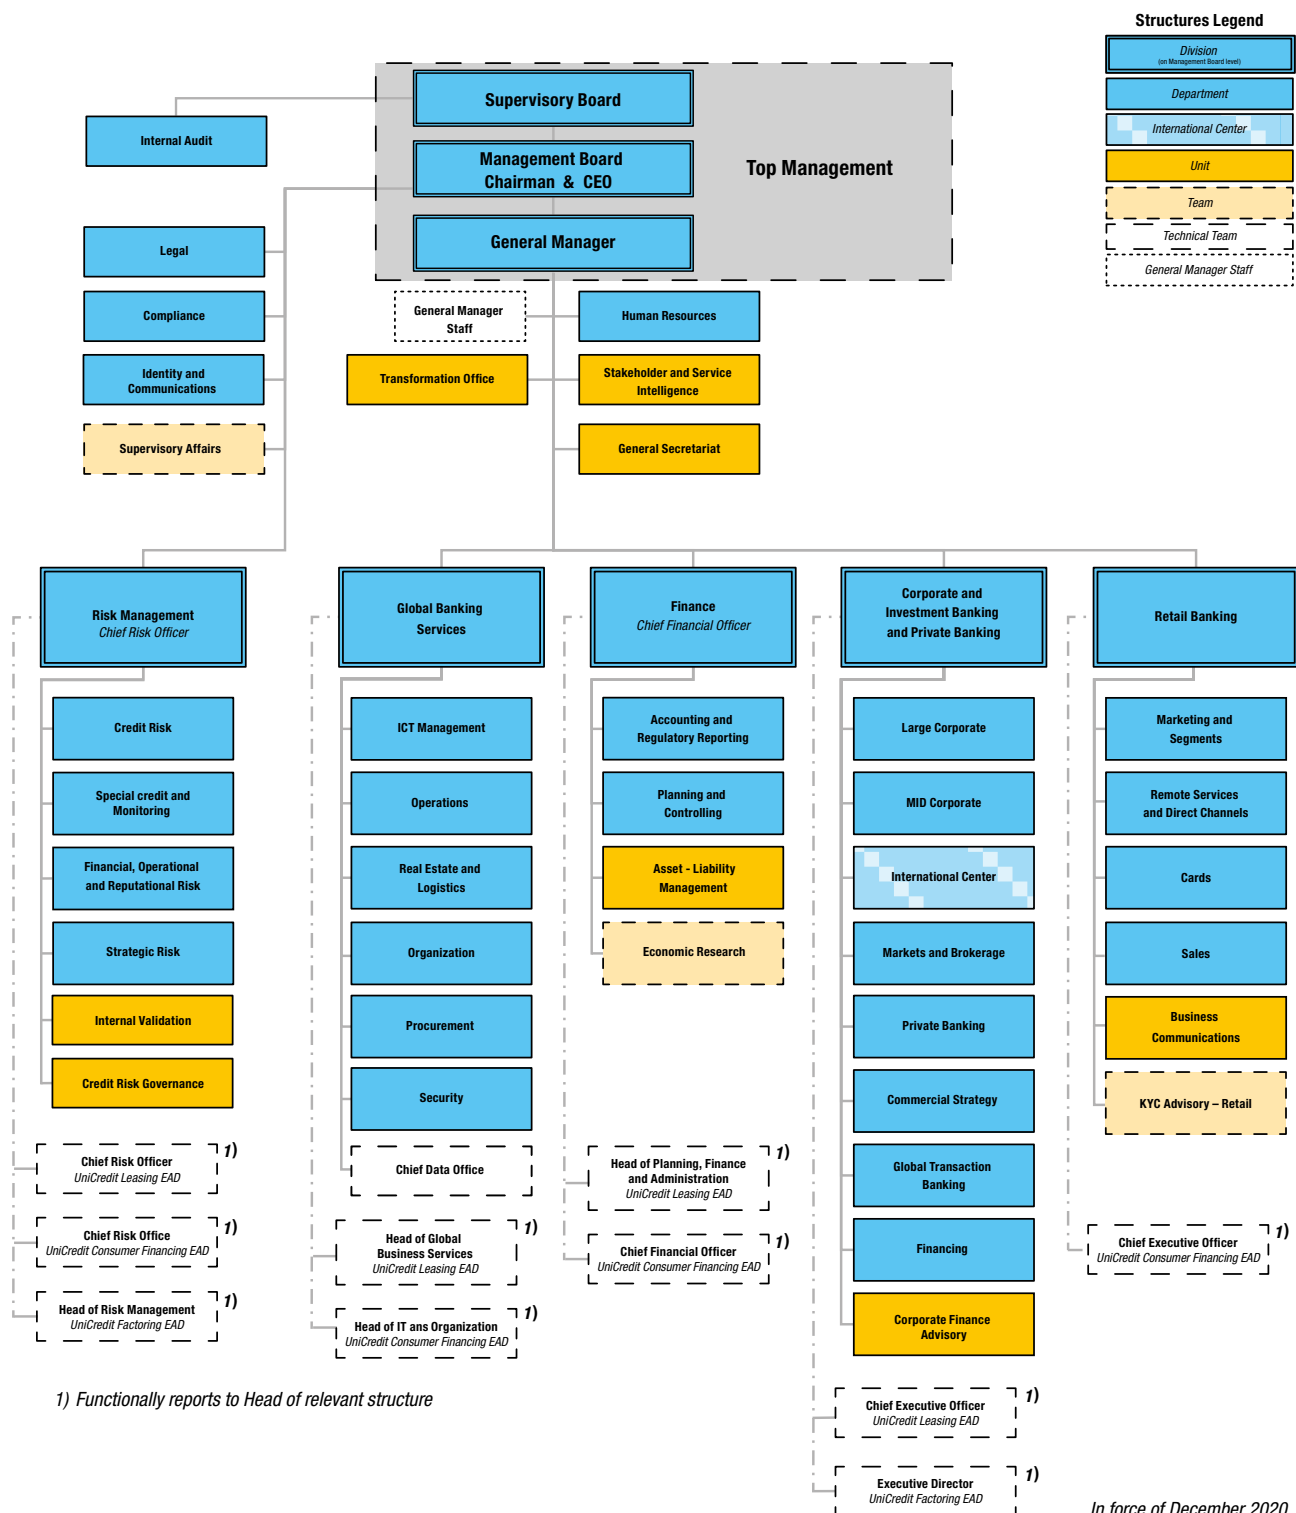 Structures Legend
Division
(on Management Board level)
Department
International Center
Unit
Team
Technical Team
General Manager Staff
Supervisory Board
Management Board
Chairman & CEO
General Manager
Top Management
Internal Audit
Legal
Compliance
Identity and
Communications
Supervisory Affairs
General Manager
Staff
Human Resources
Transformation Office
Stakeholder and Service
Intelligence
General Secretariat
Risk Management
Chief Risk Officer
Credit Risk
Special credit and
Monitoring
Financial, Operational
and Reputational Risk
Strategic Risk
Internal Validation
Credit Risk Governance
Chief Risk Officer
UniCredit Leasing EAD
1)
Chief Risk Office
UniCredit Consumer Financing EAD
1)
Head of Risk Management
UniCredit Factoring EAD
1)
Global Banking
Services
ICT Management
Operations
Real Estate and
Logistics
Organization
Procurement
Security
Chief Data Office
Head of Global
Business Services
UniCredit Leasing EAD
1)
Head of IT ans Organization
UniCredit Consumer Financing EAD
1)
Finance
Chief Financial Officer
Accounting and
Regulatory Reporting
Planning and
Controlling
Asset - Liability
Management
Economic Research
Head of Planning, Finance
and Administration
UniCredit Leasing EAD
1)
Chief Financial Officer
UniCredit Consumer Financing EAD
1)
Corporate and
Investment Banking
and Private Banking
Large Corporate
MID Corporate
International Center
Markets and Brokerage
Private Banking
Commercial Strategy
Global Transaction
Banking
Financing
Corporate Finance
Advisory
Chief Executive Officer
UniCredit Leasing EAD
1)
Executive Director
UniCredit Factoring EAD
1)
Retail Banking
Marketing and
Segments
Remote Services
and Direct Channels
Cards
Sales
Business
Communications
KYC Advisory – Retail
Chief Executive Officer
UniCredit Consumer Financing EAD
1)
1) Functionally reports to Head of relevant structure
In force of December 2020